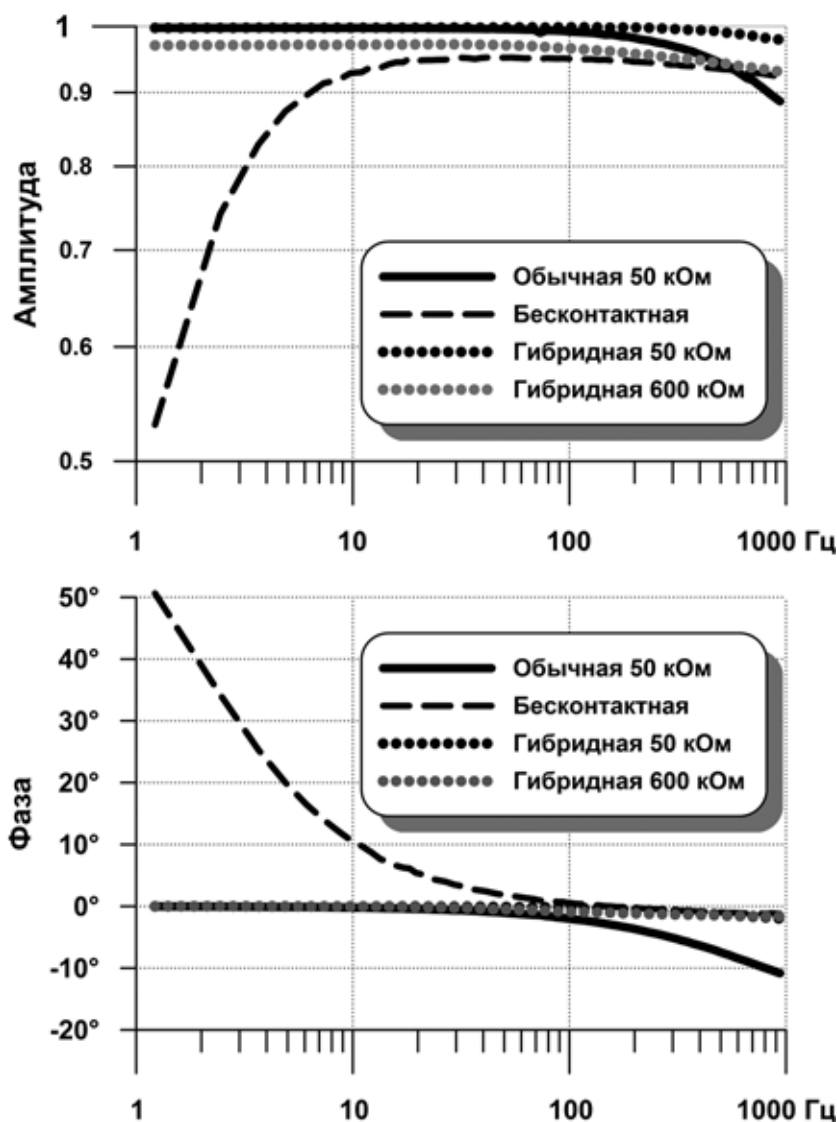 1
0.9
0.8
0.7
0.6
0.5
Амплитуда
Обычная 50 кОм
Бесконтактная
Гибридная 50 кОм
Гибридная 600 кОм
1 10 100 1000 Гц
50°
40°
30°
20°
10°
0°
-10°
-20°
Фаза
Обычная 50 кОм
Бесконтактная
Гибридная 50 кОм
Гибридная 600 кОм
1 10 100 1000 Гц